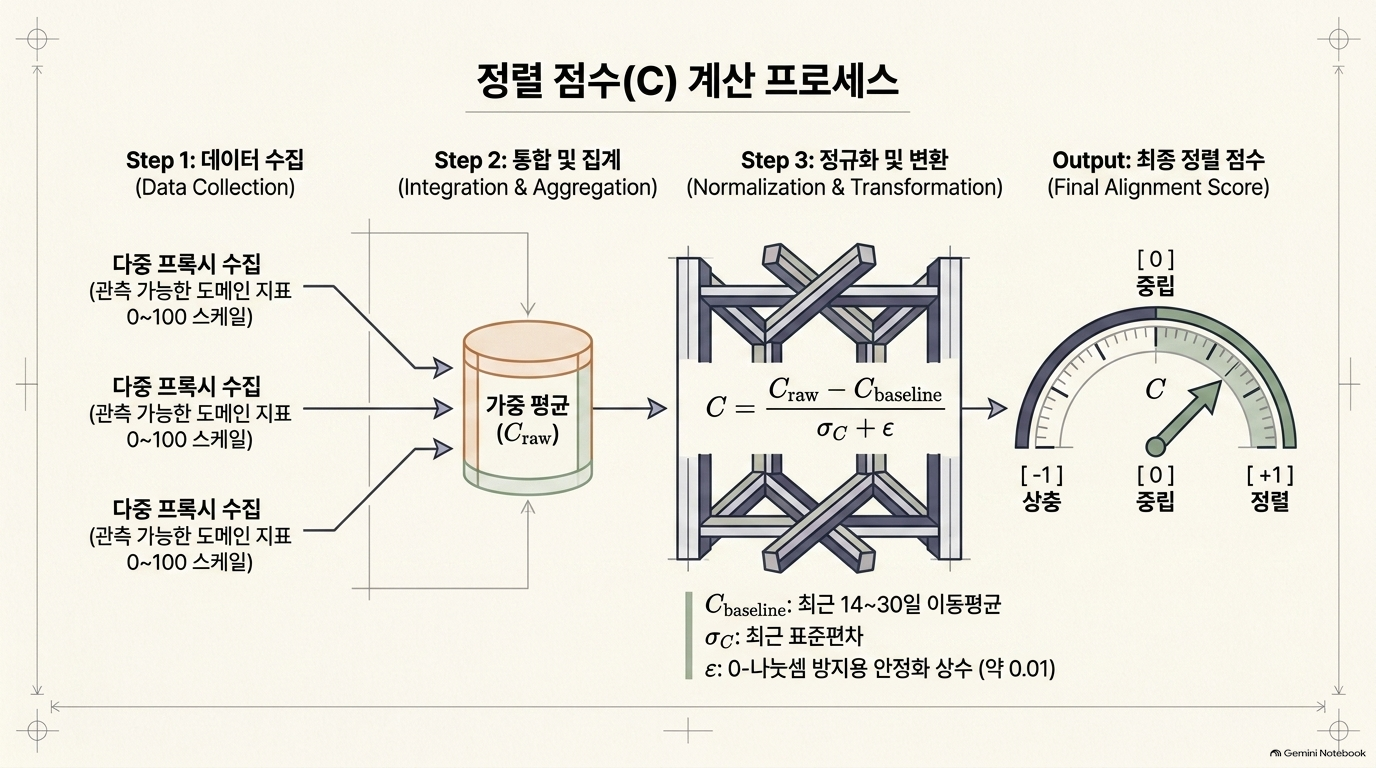 정렬 점수(C) 계산 프로세스
Step 1: 데이터 수집
(Data Collection)
다중 프록시 수집
(관측 가능한 도메인 지표
0~100 스케일)
다중 프록시 수집
(관측 가능한 도메인 지표
0~100 스케일)
다중 프록시 수집
(관측 가능한 도메인 지표
0~100 스케일)
Step 2: 통합 및 집계
(Integration & Aggregation)
가중 평균
(C_raw)
Step 3: 정규화 및 변환
(Normalization & Transformation)
C = (C_raw − C_baseline) / (σ_C + ε)
C_baseline: 최근 14~30일 이동평균
σ_C: 최근 표준편차
ε: 0-나눗셈 방지용 안정화 상수 (약 0.01)
Output: 최종 정렬 점수
(Final Alignment Score)
[ 0 ]
중립
C
[ -1 ]
상충
[ 0 ]
중립
[ +1 ]
정렬
Gemini Notebook